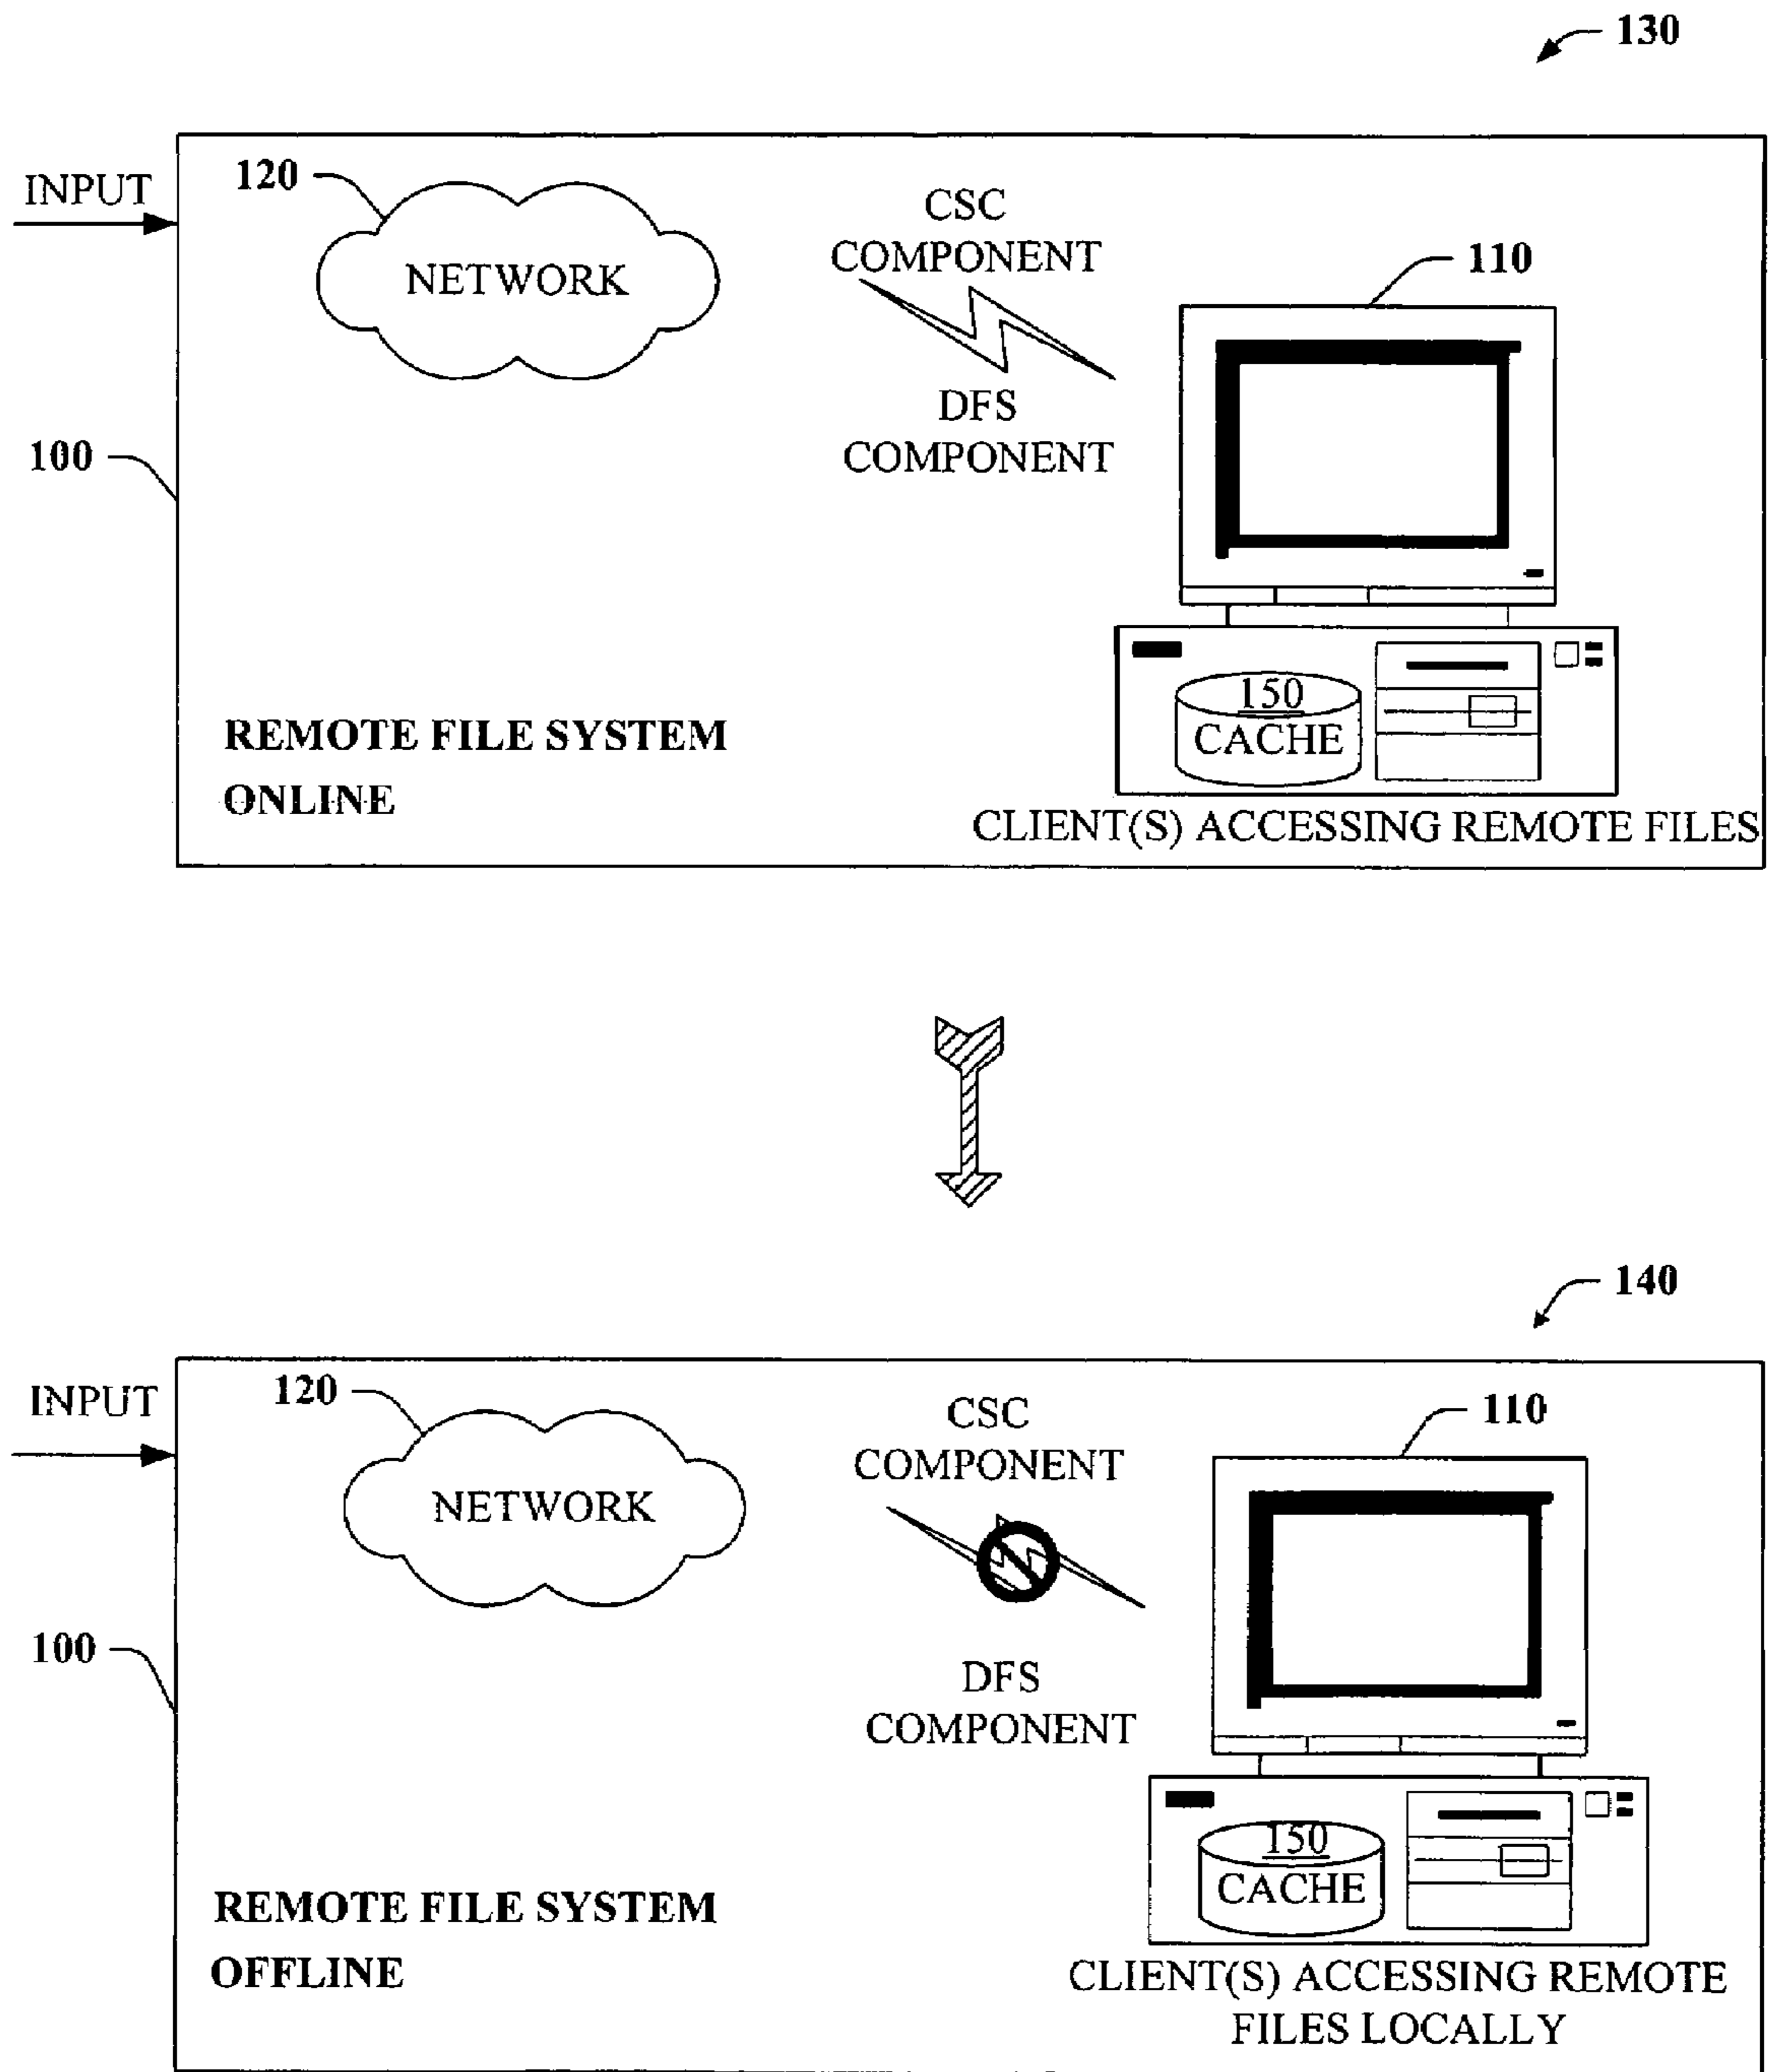 130
INPUT
120
NETWORK
CSC
COMPONENT
110
DFS
COMPONENT
100
150
CACHE
REMOTE FILE SYSTEM
ONLINE
CLIENT(S) ACCESSING REMOTE FILES
140
INPUT
120
NETWORK
CSC
COMPONENT
110
100
DFS
COMPONENT
150
CACHE
REMOTE FILE SYSTEM
OFFLINE
CLIENT(S) ACCESSING REMOTE
FILES LOCALLY